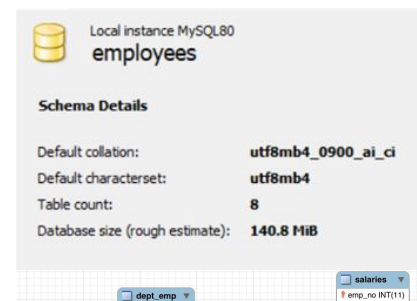 Local instance MySQL80
employees
Schema Details
Default collation: utf8mb4_0900_ai_ci
Default characterset: utf8mb4
Table count: 8
Database size (rough estimate): 140.8 MiB
salaries
emp_no INT(11)
dept_emp